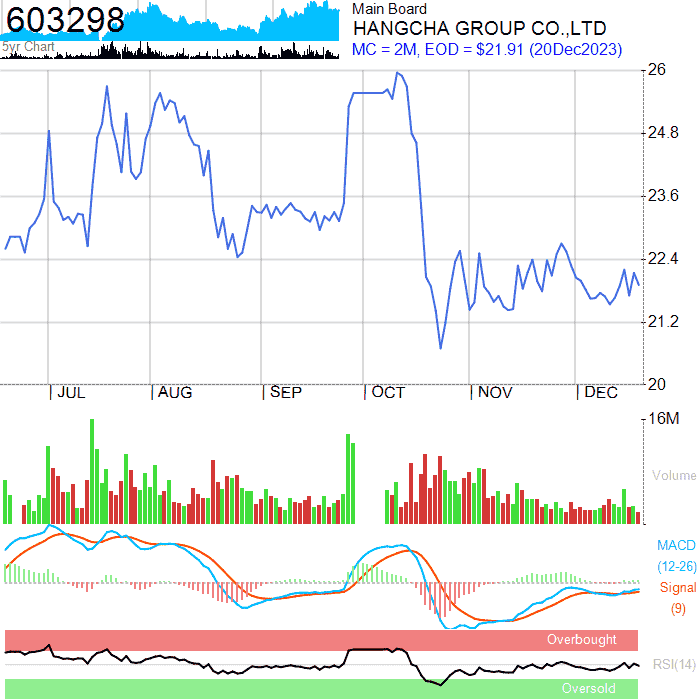 603298
5yr Chart
Main Board
HANGCHA GROUP CO.,LTD
MC = 2M, EOD = $21.91 (20Dec2023)
26
24.8
23.6
22.4
21.2
20
JUL AUG SEP OCT NOV DEC
16M
Volume
MACD
(12-26)
Signal
(9)
Overbought
RSI(14)
Oversold